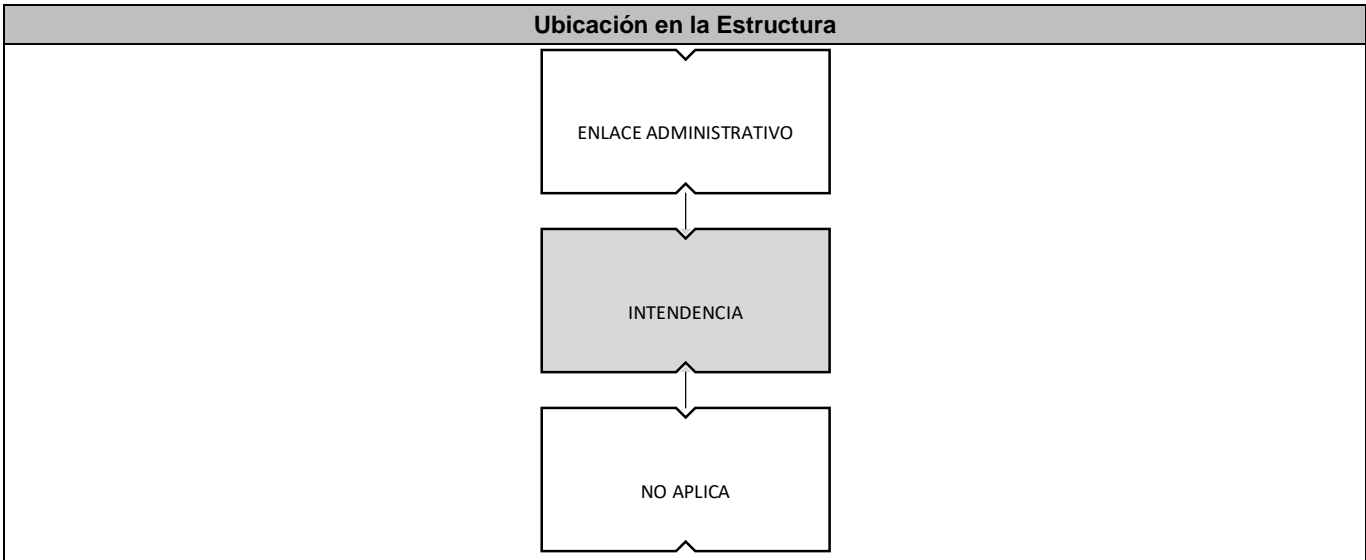 Ubicación en la Estructura
ENLACE ADMINISTRATIVO
INTENDENCIA
NO APLICA